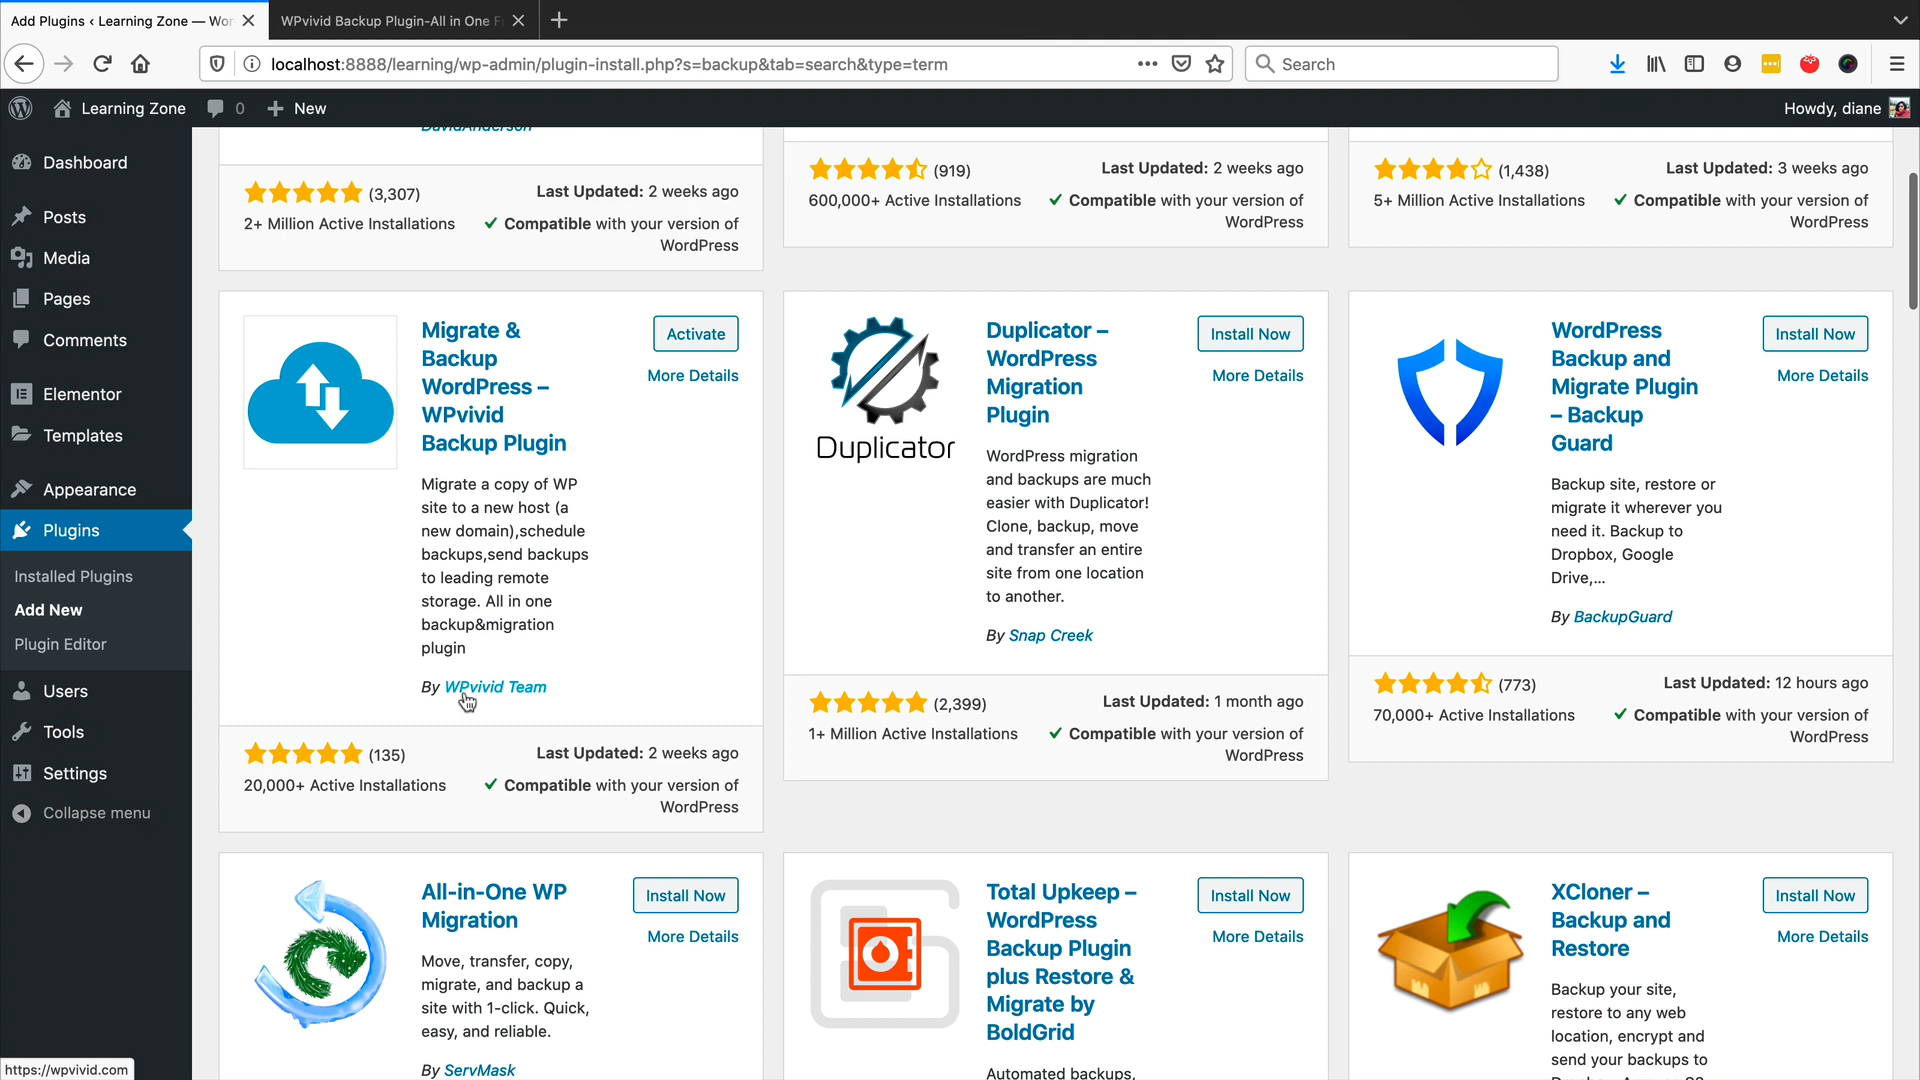 Add Plugins ‹ Learning Zone — Wor
WPvivid Backup Plugin-All in One F
localhost:8888/learning/wp-admin/plugin-install.php?s=backup&tab=search&type=term
Search
Learning Zone
0
New
Howdy, diane
Dashboard
Posts
Media
Pages
Comments
Elementor
Templates
Appearance
Plugins
Installed Plugins
Add New
Plugin Editor
Users
Tools
Settings
Collapse menu
DavidAnderson
(3,307)
Last Updated: 2 weeks ago
2+ Million Active Installations
Compatible with your version of
WordPress
(919)
Last Updated: 2 weeks ago
600,000+ Active Installations
Compatible with your version of
WordPress
(1,438)
Last Updated: 3 weeks ago
5+ Million Active Installations
Compatible with your version of
WordPress
Migrate &
Backup
WordPress –
WPvivid
Backup Plugin
Activate
More Details
Migrate a copy of WP
site to a new host (a
new domain),schedule
backups,send backups
to leading remote
storage. All in one
backup&migration
plugin
By WPvivid Team
(135)
Last Updated: 2 weeks ago
20,000+ Active Installations
Compatible with your version of
WordPress
Duplicator
Duplicator –
WordPress
Migration
Plugin
Install Now
More Details
WordPress migration
and backups are much
easier with Duplicator!
Clone, backup, move
and transfer an entire
site from one location
to another.
By Snap Creek
(2,399)
Last Updated: 1 month ago
1+ Million Active Installations
Compatible with your version of
WordPress
WordPress
Backup and
Migrate Plugin
– Backup
Guard
Install Now
More Details
Backup site, restore or
migrate it wherever you
need it. Backup to
Dropbox, Google
Drive,...
By BackupGuard
(773)
Last Updated: 12 hours ago
70,000+ Active Installations
Compatible with your version of
WordPress
All-in-One WP
Migration
Install Now
More Details
Move, transfer, copy,
migrate, and backup a
site with 1-click. Quick,
easy, and reliable.
By ServMask
Total Upkeep –
WordPress
Backup Plugin
plus Restore &
Migrate by
BoldGrid
Install Now
More Details
Automated backups,
XCloner –
Backup and
Restore
Install Now
More Details
Backup your site,
restore to any web
location, encrypt and
send your backups to
https://wpvivid.com